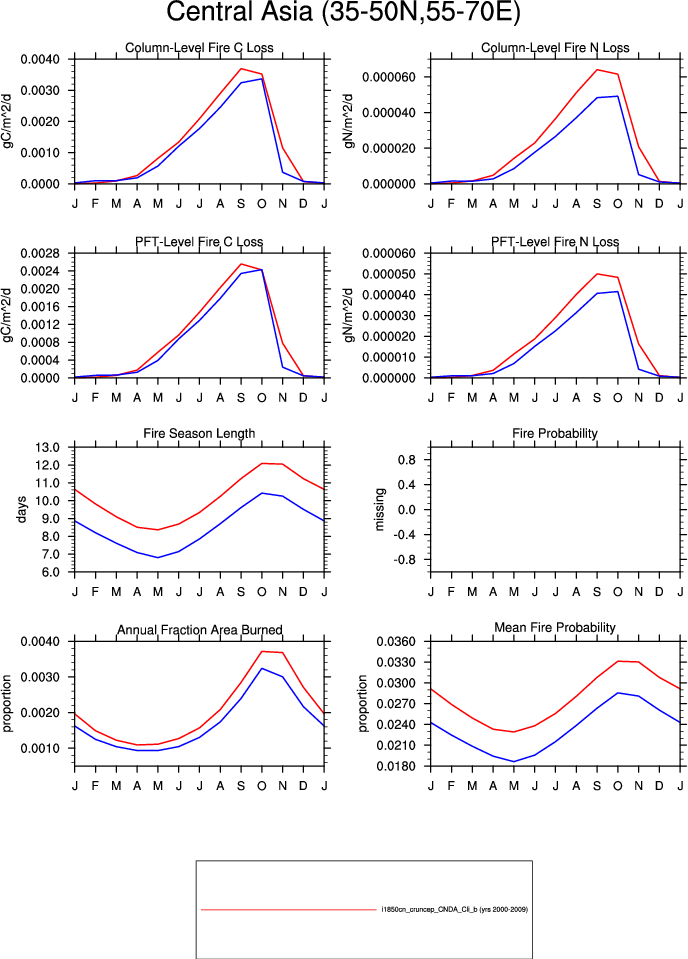 Central Asia (35-50N,55-70E)
Column-Level Fire C Loss
gC/m^2/d
0.0040
0.0030
0.0020
0.0010
0.0000
J F M A M J J A S O N D J
Column-Level Fire N Loss
gN/m^2/d
0.000060
0.000040
0.000020
0.000000
J F M A M J J A S O N D J
PFT-Level Fire C Loss
gC/m^2/d
0.0028
0.0024
0.0020
0.0016
0.0012
0.0008
0.0004
0.0000
J F M A M J J A S O N D J
PFT-Level Fire N Loss
gN/m^2/d
0.000060
0.000050
0.000040
0.000030
0.000020
0.000010
0.000000
J F M A M J J A S O N D J
Fire Season Length
days
13.0
12.0
11.0
10.0
9.0
8.0
7.0
6.0
J F M A M J J A S O N D J
Fire Probability
missing
0.8
0.4
0.0
-0.4
-0.8
J F M A M J J A S O N D J
Annual Fraction Area Burned
proportion
0.0040
0.0030
0.0020
0.0010
J F M A M J J A S O N D J
Mean Fire Probability
proportion
0.0360
0.0330
0.0300
0.0270
0.0240
0.0210
0.0180
J F M A M J J A S O N D J
i1850cn_cruncep_CNDA_Cli_b (yrs 2000-2009)